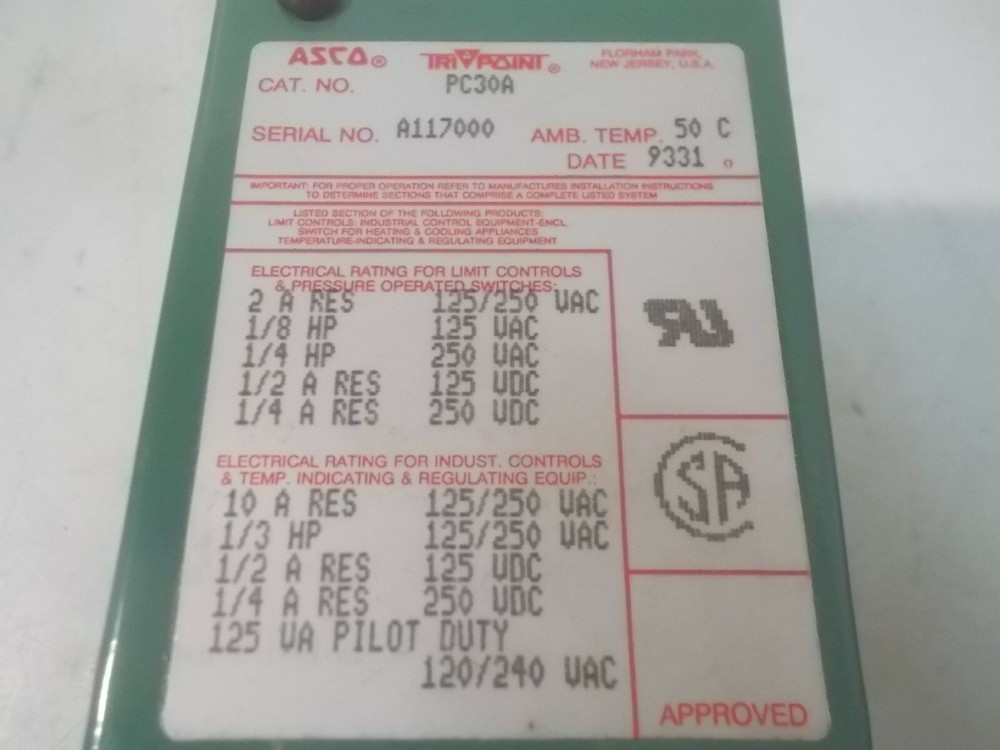 ASCO® TRIPOINT® FLORHAM PARK,
NEW JERSEY, U.S.A.
CAT. NO. PC30A
SERIAL NO. A117000 AMB. TEMP. 50 C
DATE 9331
IMPORTANT: FOR PROPER OPERATION REFER TO MANUFACTURES INSTALLATION INSTRUCTIONS
TO DETERMINE SECTIONS THAT COMPRISE A COMPLETE LISTED SYSTEM
LISTED SECTION OF THE FOLLOWING PRODUCTS:
LIMIT CONTROLS: INDUSTRIAL CONTROL EQUIPMENT-ENCL
SWITCH FOR HEATING & COOLING APPLIANCES
TEMPERATURE-INDICATING & REGULATING EQUIPMENT
ELECTRICAL RATING FOR LIMIT CONTROLS
& PRESSURE OPERATED SWITCHES:
2 A RES 125/250 VAC
1/8 HP 125 VAC
1/4 HP 250 VAC
1/2 A RES 125 VDC
1/4 A RES 250 VDC
ELECTRICAL RATING FOR INDUST. CONTROLS
& TEMP. INDICATING & REGULATING EQUIP.:
10 A RES 125/250 VAC
1/3 HP 125/250 VAC
1/2 A RES 125 VDC
1/4 A RES 250 VDC
125 VA PILOT DUTY
120/240 VAC
SA
APPROVED